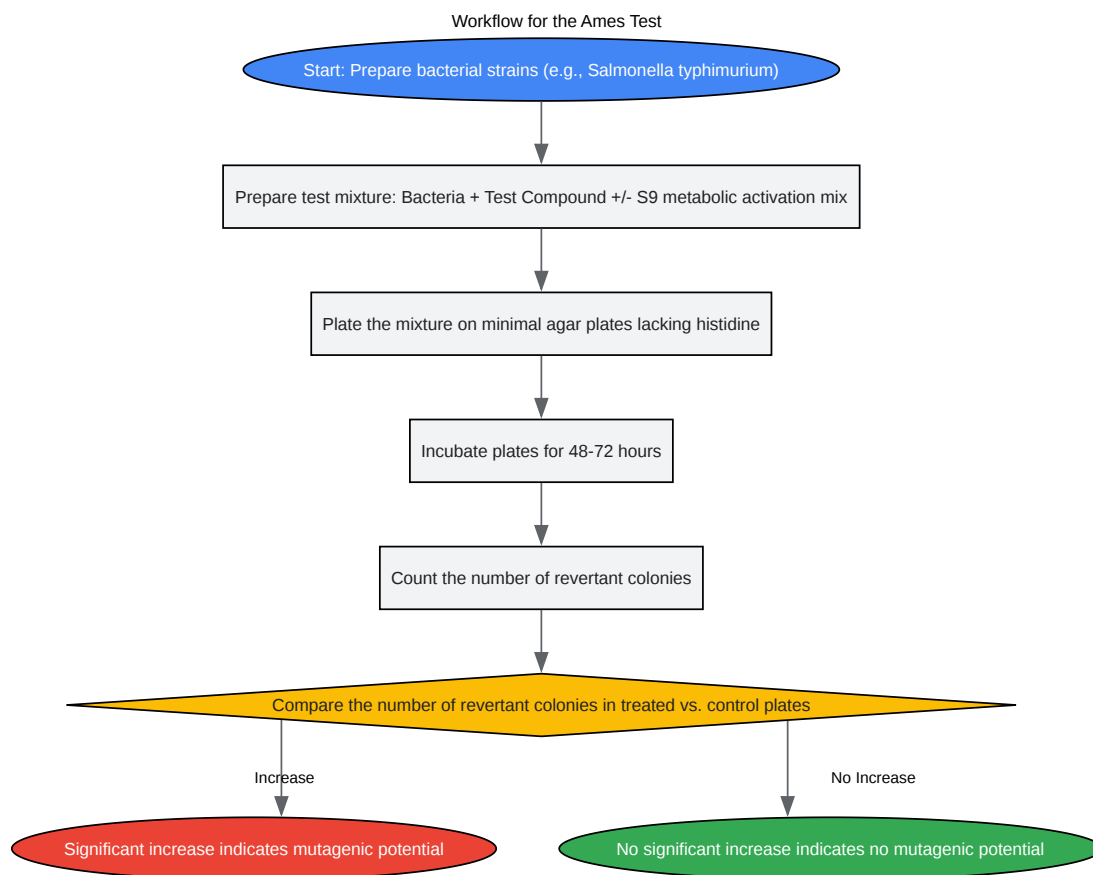 Workflow for the Ames Test
Start: Prepare bacterial strains (e.g., Salmonella typhimurium)
Prepare test mixture: Bacteria + Test Compound +/- S9 metabolic activation mix
Plate the mixture on minimal agar plates lacking histidine
Incubate plates for 48-72 hours
Count the number of revertant colonies
Compare the number of revertant colonies in treated vs. control plates
Increase
No Increase
Significant increase indicates mutagenic potential
No significant increase indicates no mutagenic potential